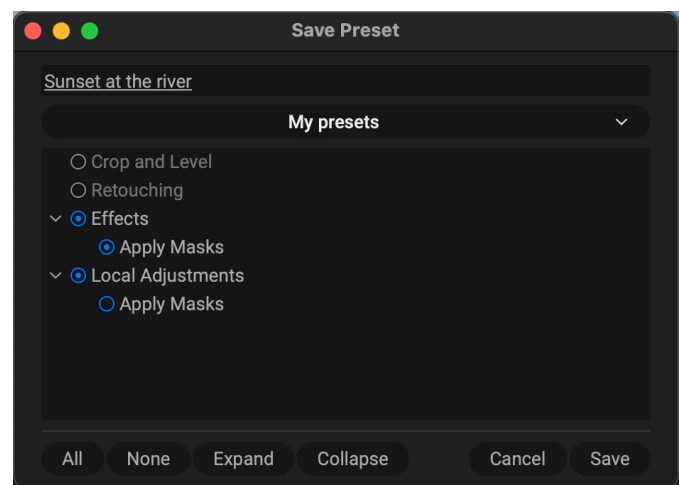 Save Preset
Sunset at the river
My presets
Crop and Level
Retouching
Effects
Apply Masks
Local Adjustments
Apply Masks
All None Expand Collapse Cancel Save